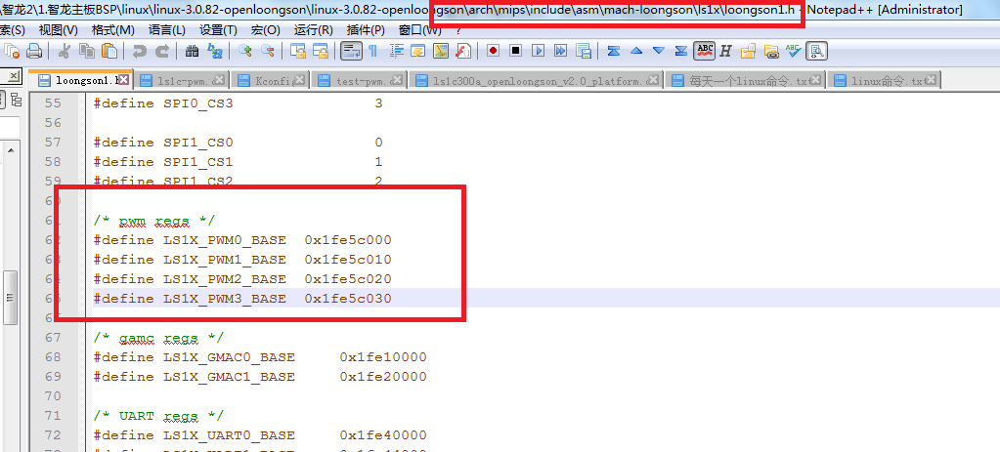 \智龙2\1.智龙主板BSP\linux\linux-3.0.82-openloongson\linux-3.0.82-openloongson\arch\mips\include\asm\mach-loongson\ls1x\loongson1.h - Notepad++ [Administrator]
索(S) 视图(V) 格式(M) 语言(L) 设置(T) 宏(O) 运行(R) 插件(P) 窗口(W) ?
loongson1.h ls1c-pwm. Kconfi test-pwm. ls1c300a_openloongson_v2.0_platform. 每天一个linux命令.tx linux命令.tx
55 #define SPI0_CS3 3
56
57 #define SPI1_CS0 0
58 #define SPI1_CS1 1
59 #define SPI1_CS2 2
60
61 /* pwm regs */
62 #define LS1X_PWM0_BASE 0x1fe5c000
63 #define LS1X_PWM1_BASE 0x1fe5c010
64 #define LS1X_PWM2_BASE 0x1fe5c020
65 #define LS1X_PWM3_BASE 0x1fe5c030
66
67 /* gamc regs */
68 #define LS1X_GMAC0_BASE 0x1fe10000
69 #define LS1X_GMAC1_BASE 0x1fe20000
70
71 /* UART regs */
72 #define LS1X_UART0_BASE 0x1fe40000